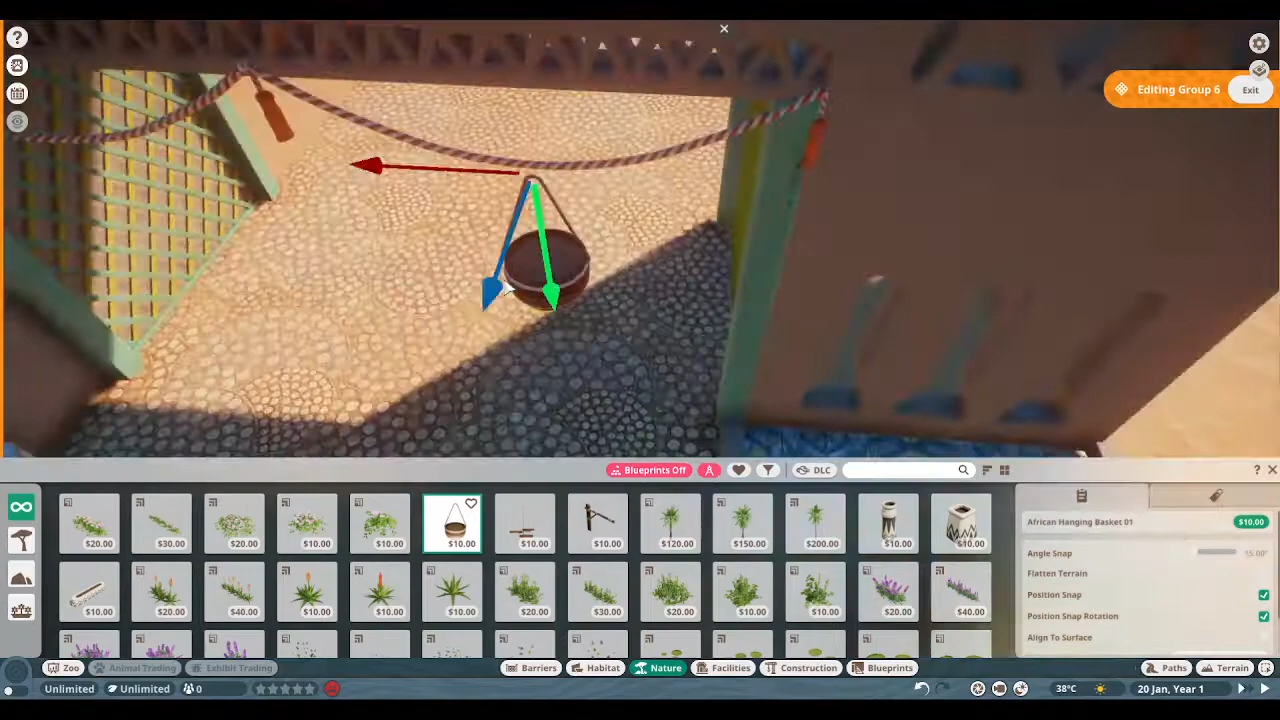 ?
Editing Group 6
Exit
Blueprints Off
DLC
?
$20.00
$30.00
$20.00
$10.00
$10.00
$10.00
$10.00
$10.00
$120.00
$150.00
$200.00
$10.00
$10.00
African Hanging Basket 01
$10.00
Angle Snap
15.00°
Flatten Terrain
Position Snap
Position Snap Rotation
Align To Surface
$10.00
$20.00
$40.00
$10.00
$10.00
$10.00
$20.00
$30.00
$20.00
$10.00
$10.00
$20.00
$40.00
Zoo
Animal Trading
Exhibit Trading
Barriers
Habitat
Nature
Facilities
Construction
Blueprints
Paths
Terrain
Unlimited
Unlimited
0
38°C
20 Jan, Year 1